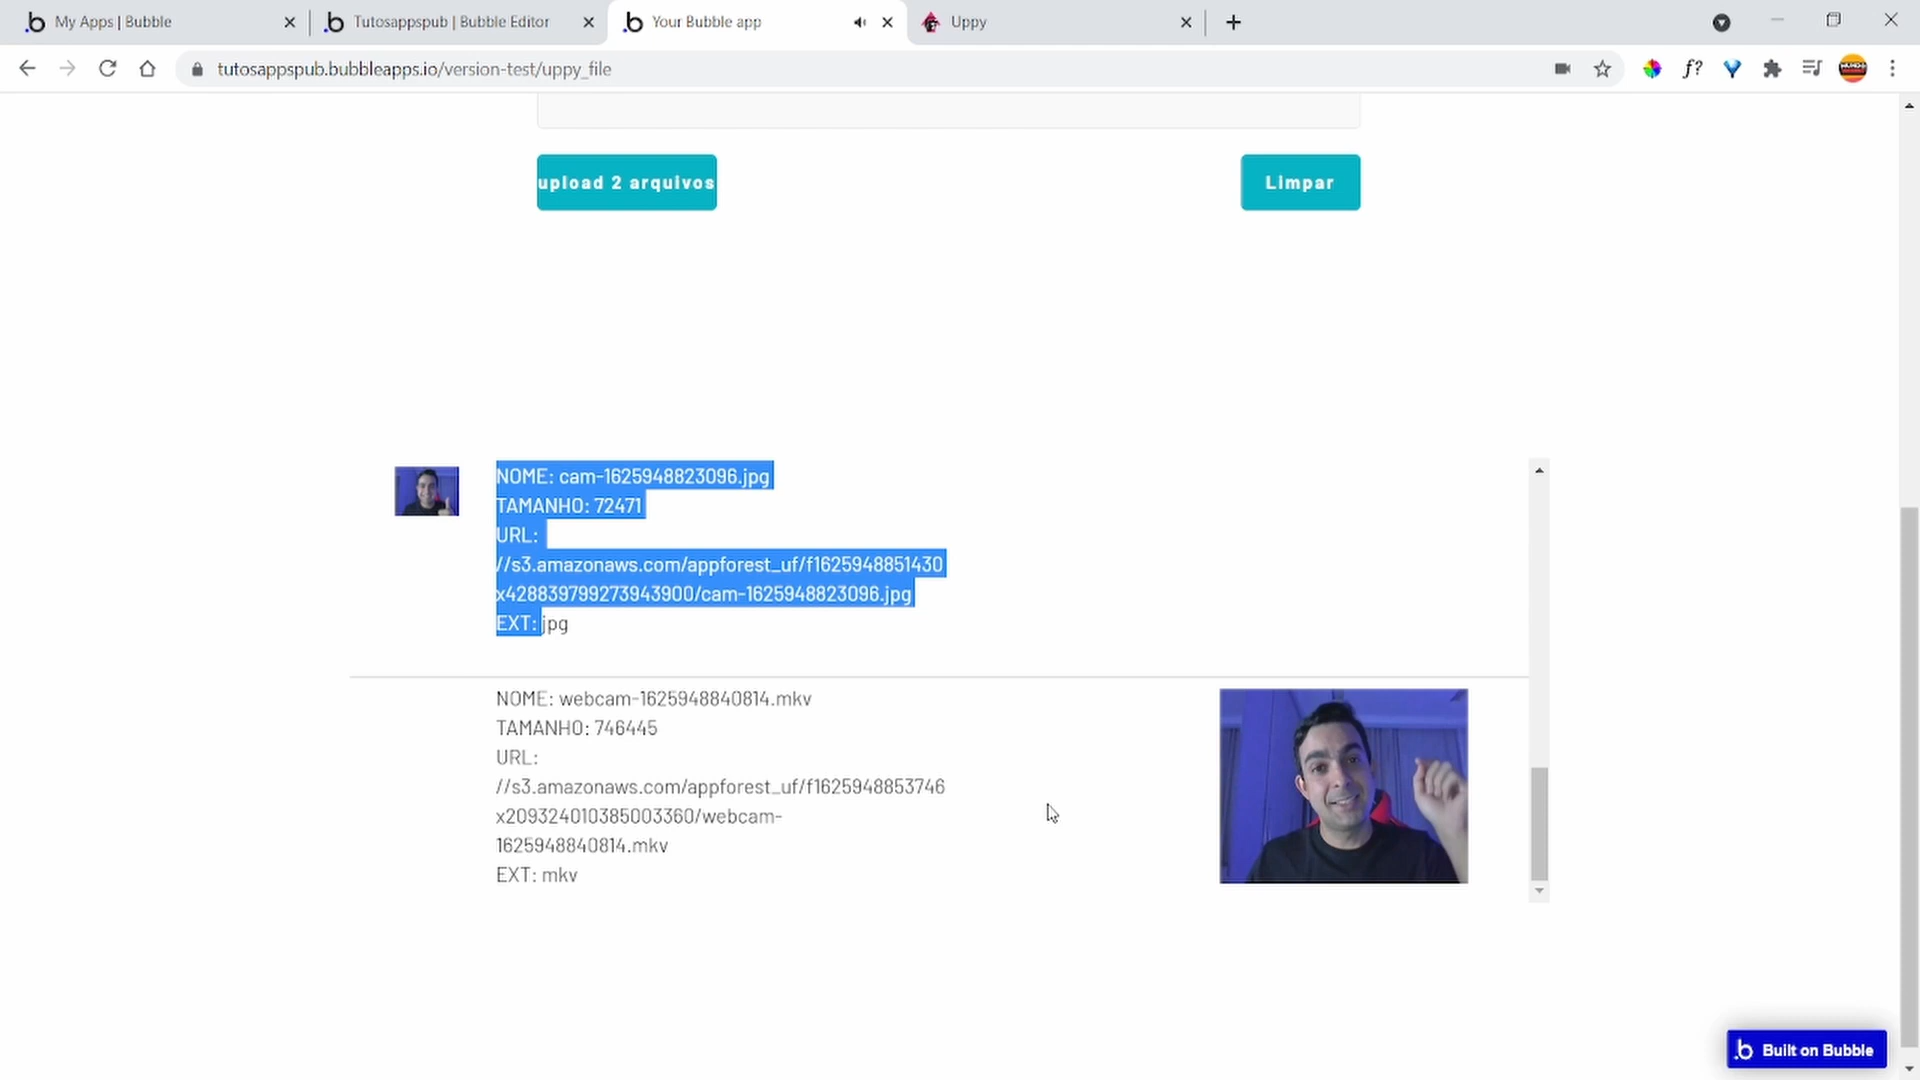 My Apps | Bubble
Tutosappspub | Bubble Editor
Your Bubble app
Uppy
tutosappspub.bubbleapps.io/version-test/uppy_file
f?
upload 2 arquivos
Limpar
NOME: cam-1625948823096.jpg
TAMANHO: 72471
URL:
//s3.amazonaws.com/appforest_uf/f1625948851430
x428839799273943900/cam-1625948823096.jpg
EXT: jpg
NOME: webcam-1625948840814.mkv
TAMANHO: 746445
URL:
//s3.amazonaws.com/appforest_uf/f1625948853746
x209324010385003360/webcam-
1625948840814.mkv
EXT: mkv
Built on Bubble